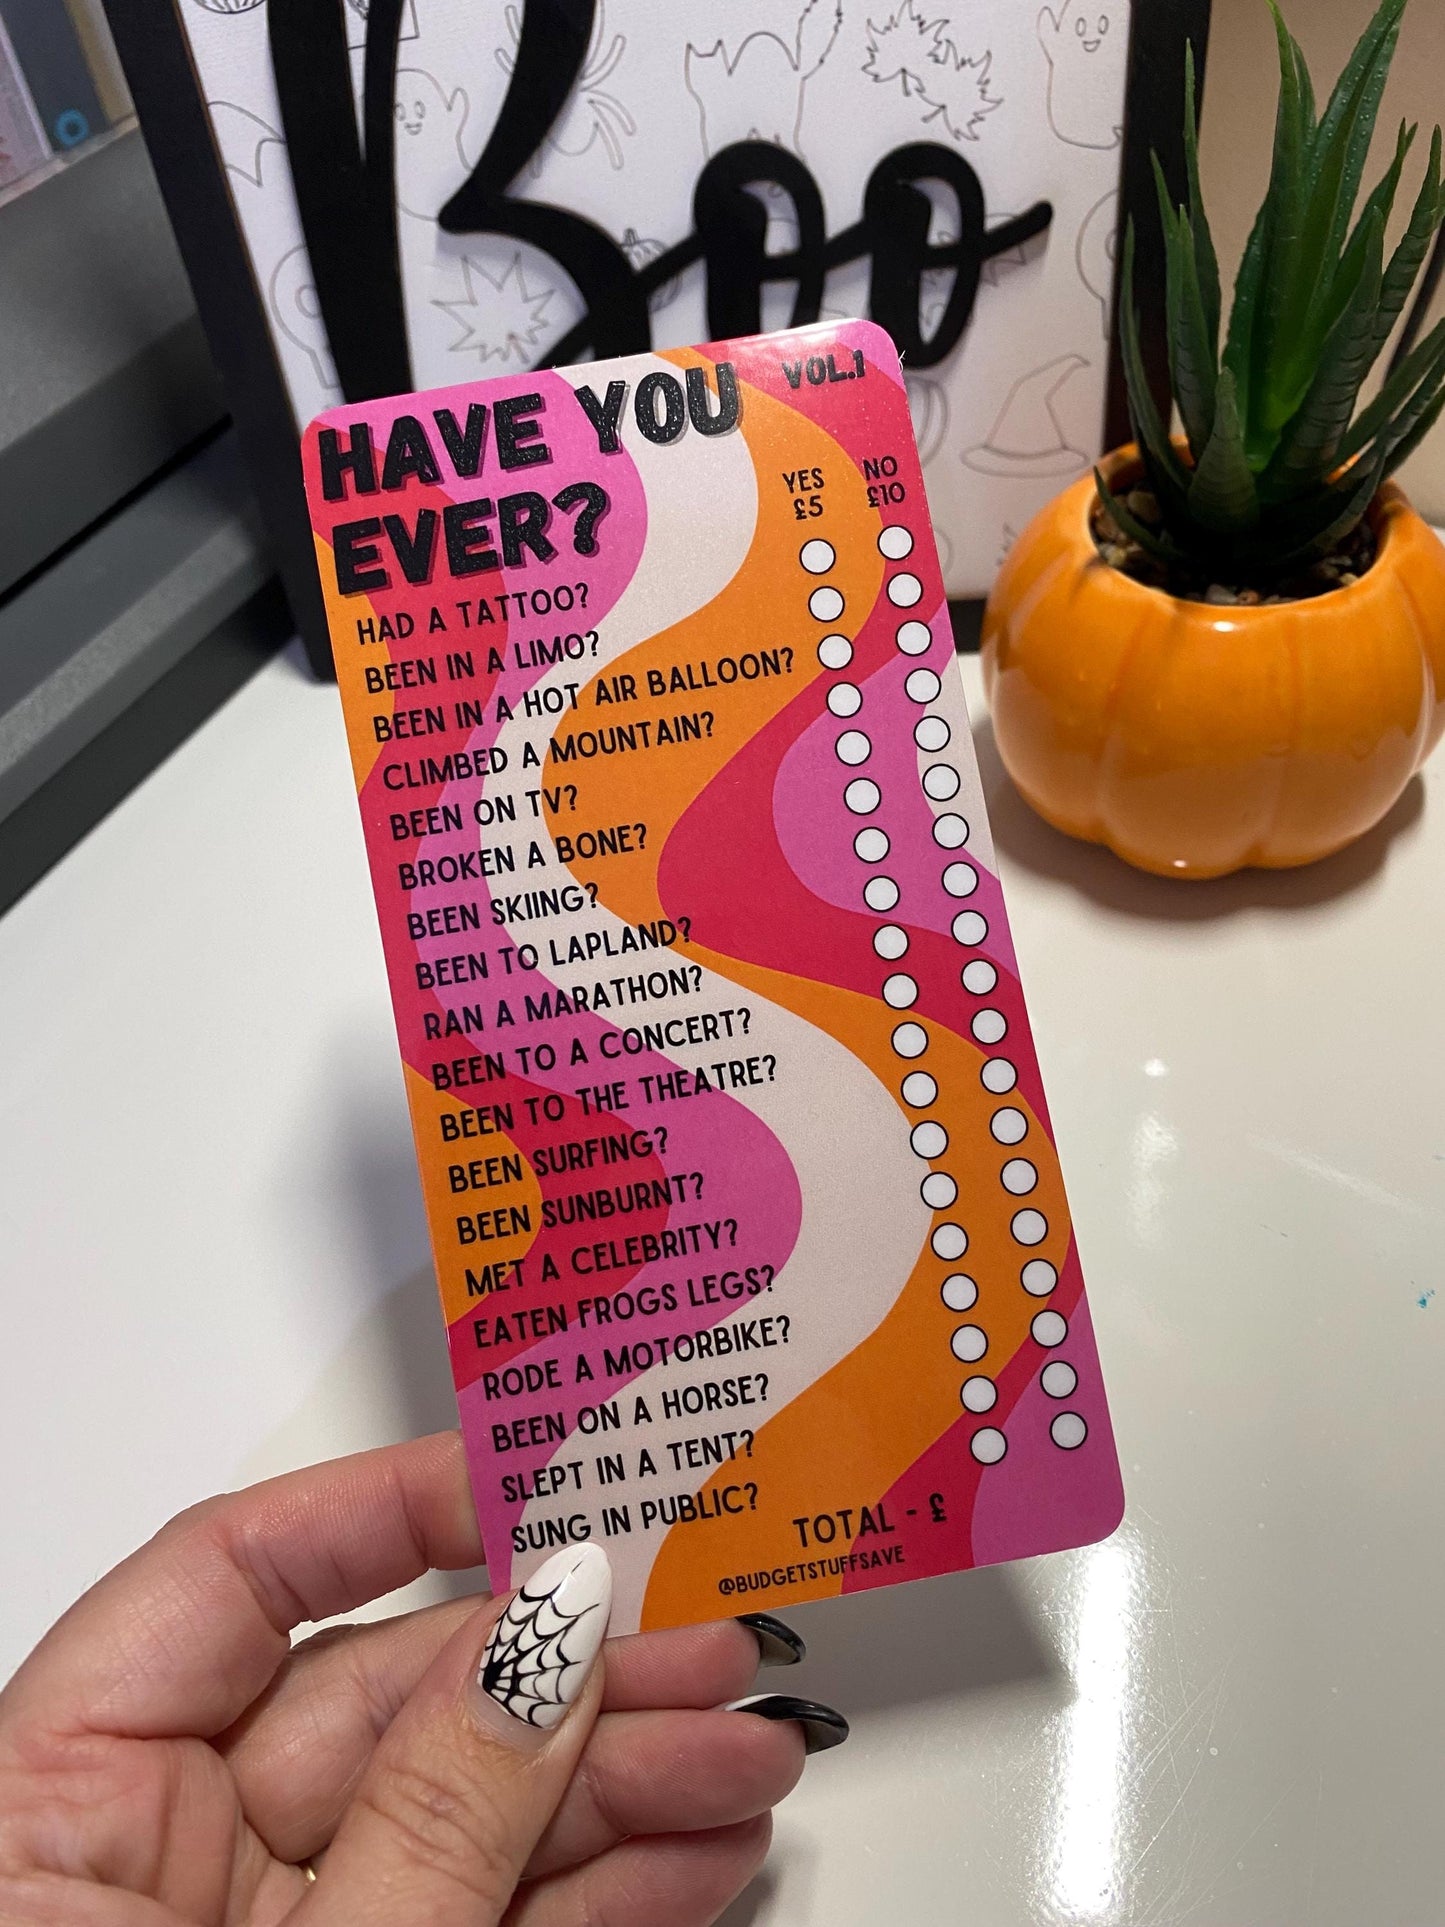 Boo
HAVE YOU VOL.1
EVER?
YES NO
£5 £10
HAD A TATTOO?
BEEN IN A LIMO?
BEEN IN A HOT AIR BALLOON?
CLIMBED A MOUNTAIN?
BEEN ON TV?
BROKEN A BONE?
BEEN SKIING?
BEEN TO LAPLAND?
RAN A MARATHON?
BEEN TO A CONCERT?
BEEN TO THE THEATRE?
BEEN SURFING?
BEEN SUNBURNT?
MET A CELEBRITY?
EATEN FROGS LEGS?
RODE A MOTORBIKE?
BEEN ON A HORSE?
SLEPT IN A TENT?
SUNG IN PUBLIC?
TOTAL - £
@BUDGETSTUFFSAVE